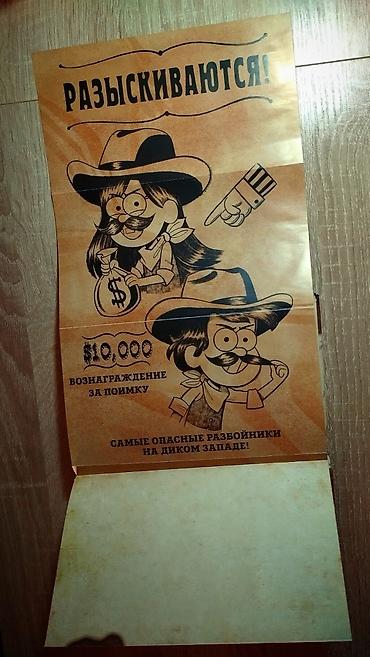 РАЗЫСКИВАЮТСЯ!
$
$10,000
ВОЗНАГРАЖДЕНИЕ
ЗА ПОИМКУ
САМЫЕ ОПАСНЫЕ РАЗБОЙНИКИ
НА ДИКОМ ЗАПАДЕ!